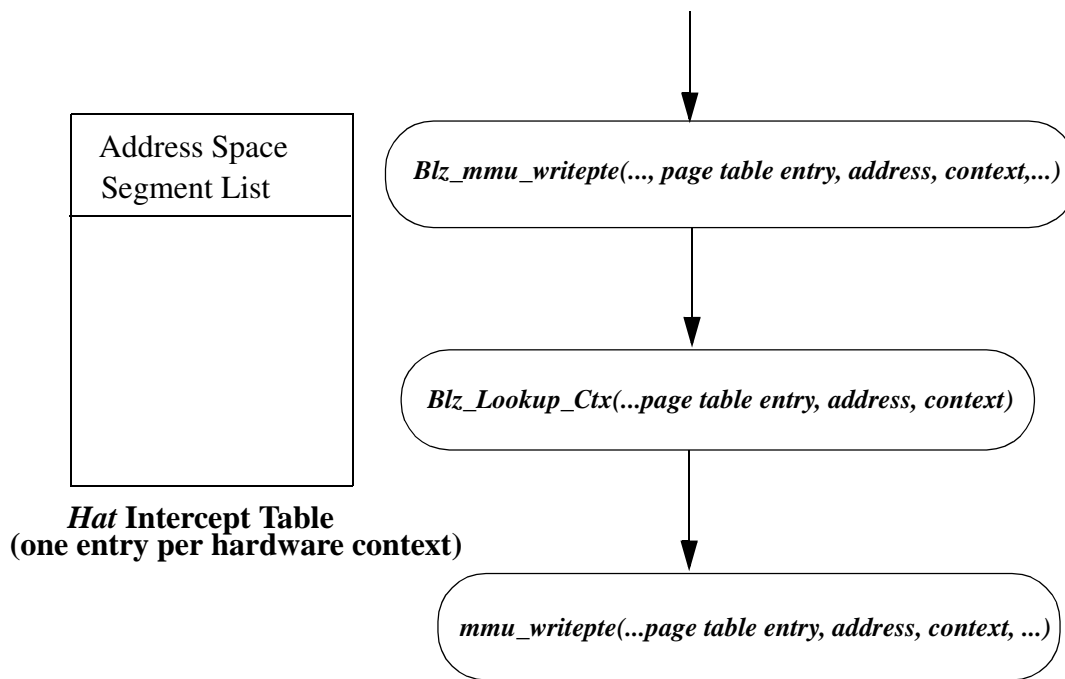 Address Space
Segment List
Hat Intercept Table
(one entry per hardware context)
Blz_mmu_writepte(..., page table entry, address, context,...)
Blz_Lookup_Ctx(...page table entry, address, context)
mmu_writepte(...page table entry, address, context, ...)